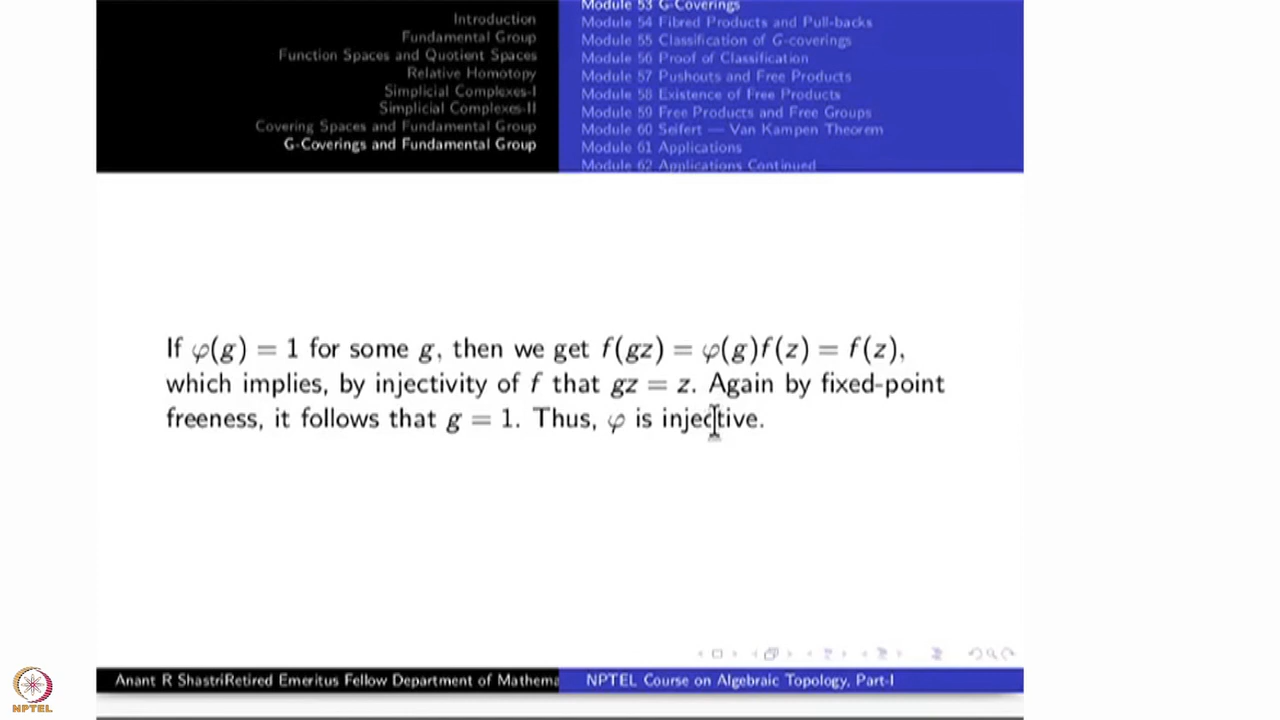 Introduction
Fundamental Group
Function Spaces and Quotient Spaces
Relative Homotopy
Simplicial Complexes-I
Simplicial Complexes-II
Covering Spaces and Fundamental Group
G-Coverings and Fundamental Group
Module 53 G-Coverings
Module 54 Fibred Products and Pull-backs
Module 55 Classification of G-coverings
Module 56 Proof of Classification
Module 57 Pushouts and Free Products
Module 58 Existence of Free Products
Module 59 Free Products and Free Groups
Module 60 Seifert — Van Kampen Theorem
Module 61 Applications
Module 62 Applications Continued
If φ(g) = 1 for some g, then we get f(gz) = φ(g)f(z) = f(z),
which implies, by injectivity of f that gz = z. Again by fixed-point
freeness, it follows that g = 1. Thus, φ is injective.
Anant R ShastriRetired Emeritus Fellow Department of Mathema
NPTEL Course on Algebraic Topology, Part-I
NPTEL